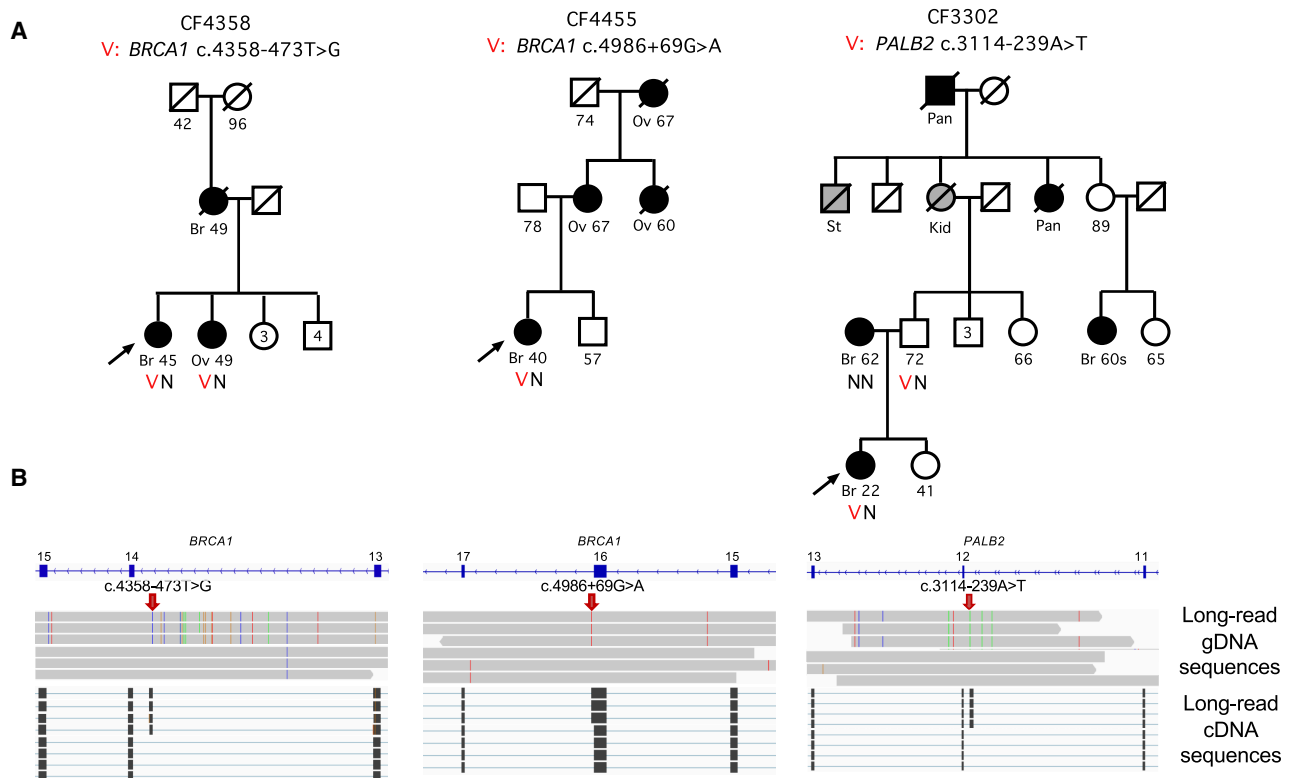 A
CF4358
V: BRCA1 c.4358-473T>G
42 96
Br 49
3 4
Br 45 Ov 49
VN VN
CF4455
V: BRCA1 c.4986+69G>A
74 Ov 67
78 Ov 67 Ov 60
Br 40 57
VN
CF3302
V: PALB2 c.3114-239A>T
Pan
St Kid Pan 89
3
Br 62 72 66 Br 60s 65
NN VN
Br 22 41
VN
B
BRCA1
15 14 13
c.4358-473T>G
BRCA1
17 16 15
c.4986+69G>A
PALB2
13 12 11
c.3114-239A>T
Long-read
gDNA
sequences
Long-read
cDNA
sequences